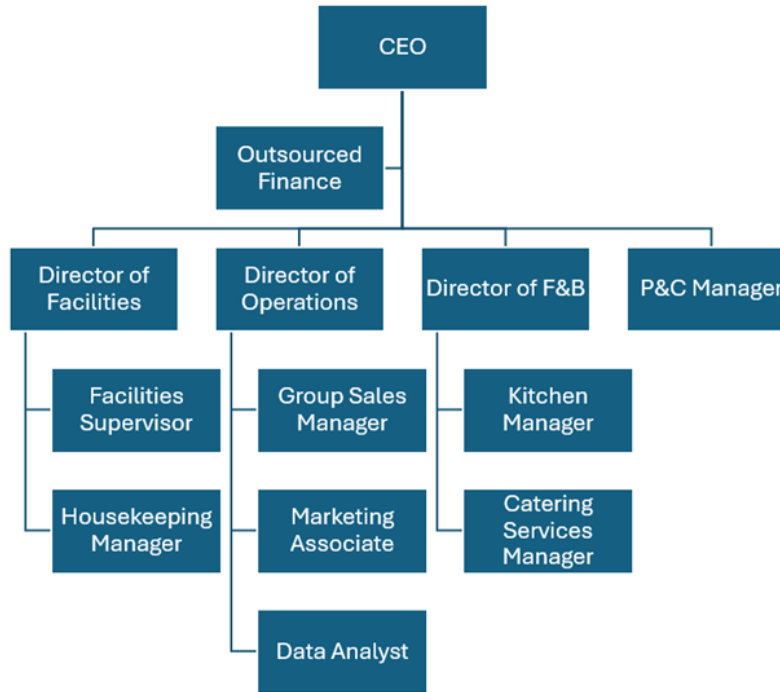 CEO
Outsourced
Finance
Director of
Facilities
Director of
Operations
Director of F&B
P&C Manager
Facilities
Supervisor
Group Sales
Manager
Kitchen
Manager
Housekeeping
Manager
Marketing
Associate
Catering
Services
Manager
Data Analyst